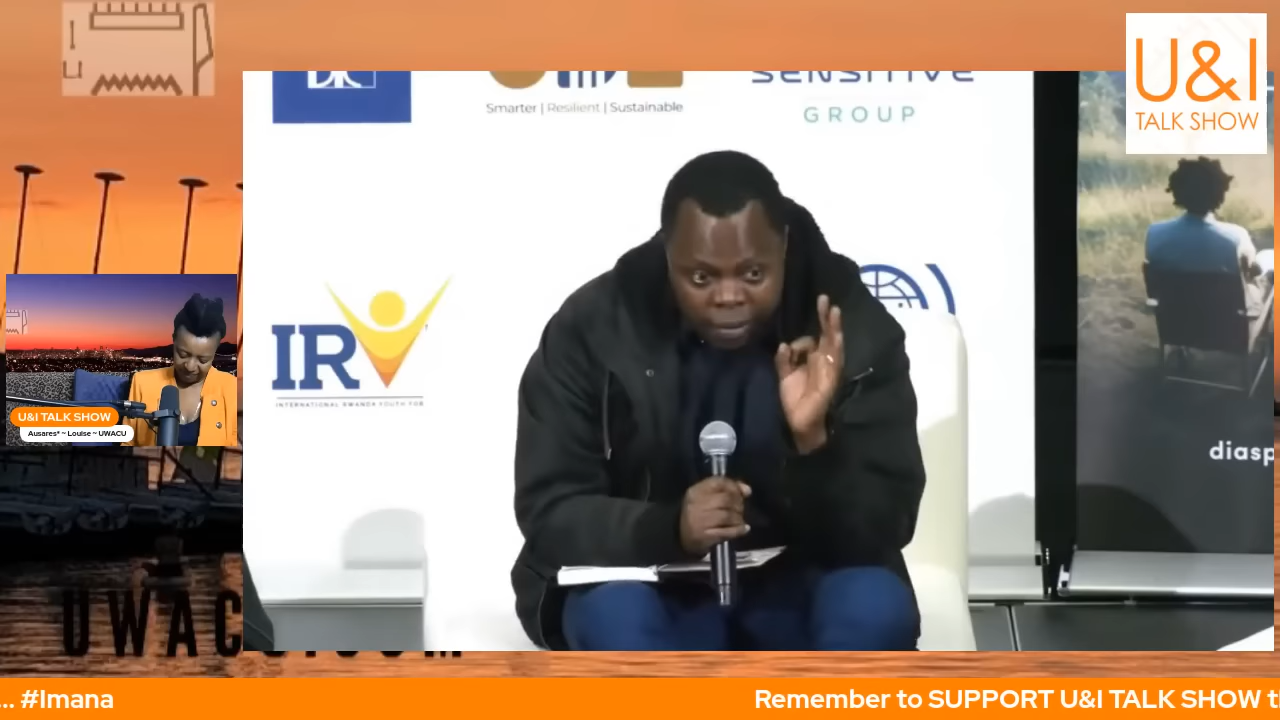 U&I
TALK SHOW
Smarter | Resilient | Sustainable
SENSITIVE
GROUP
IR
INTERNATIONAL RWANDA YOUTH FOR
diasp
U&I TALK SHOW
Ausares* ~ Louise ~ UWACU
UWAC
... #Imana
Remember to SUPPORT U&I TALK SHOW t